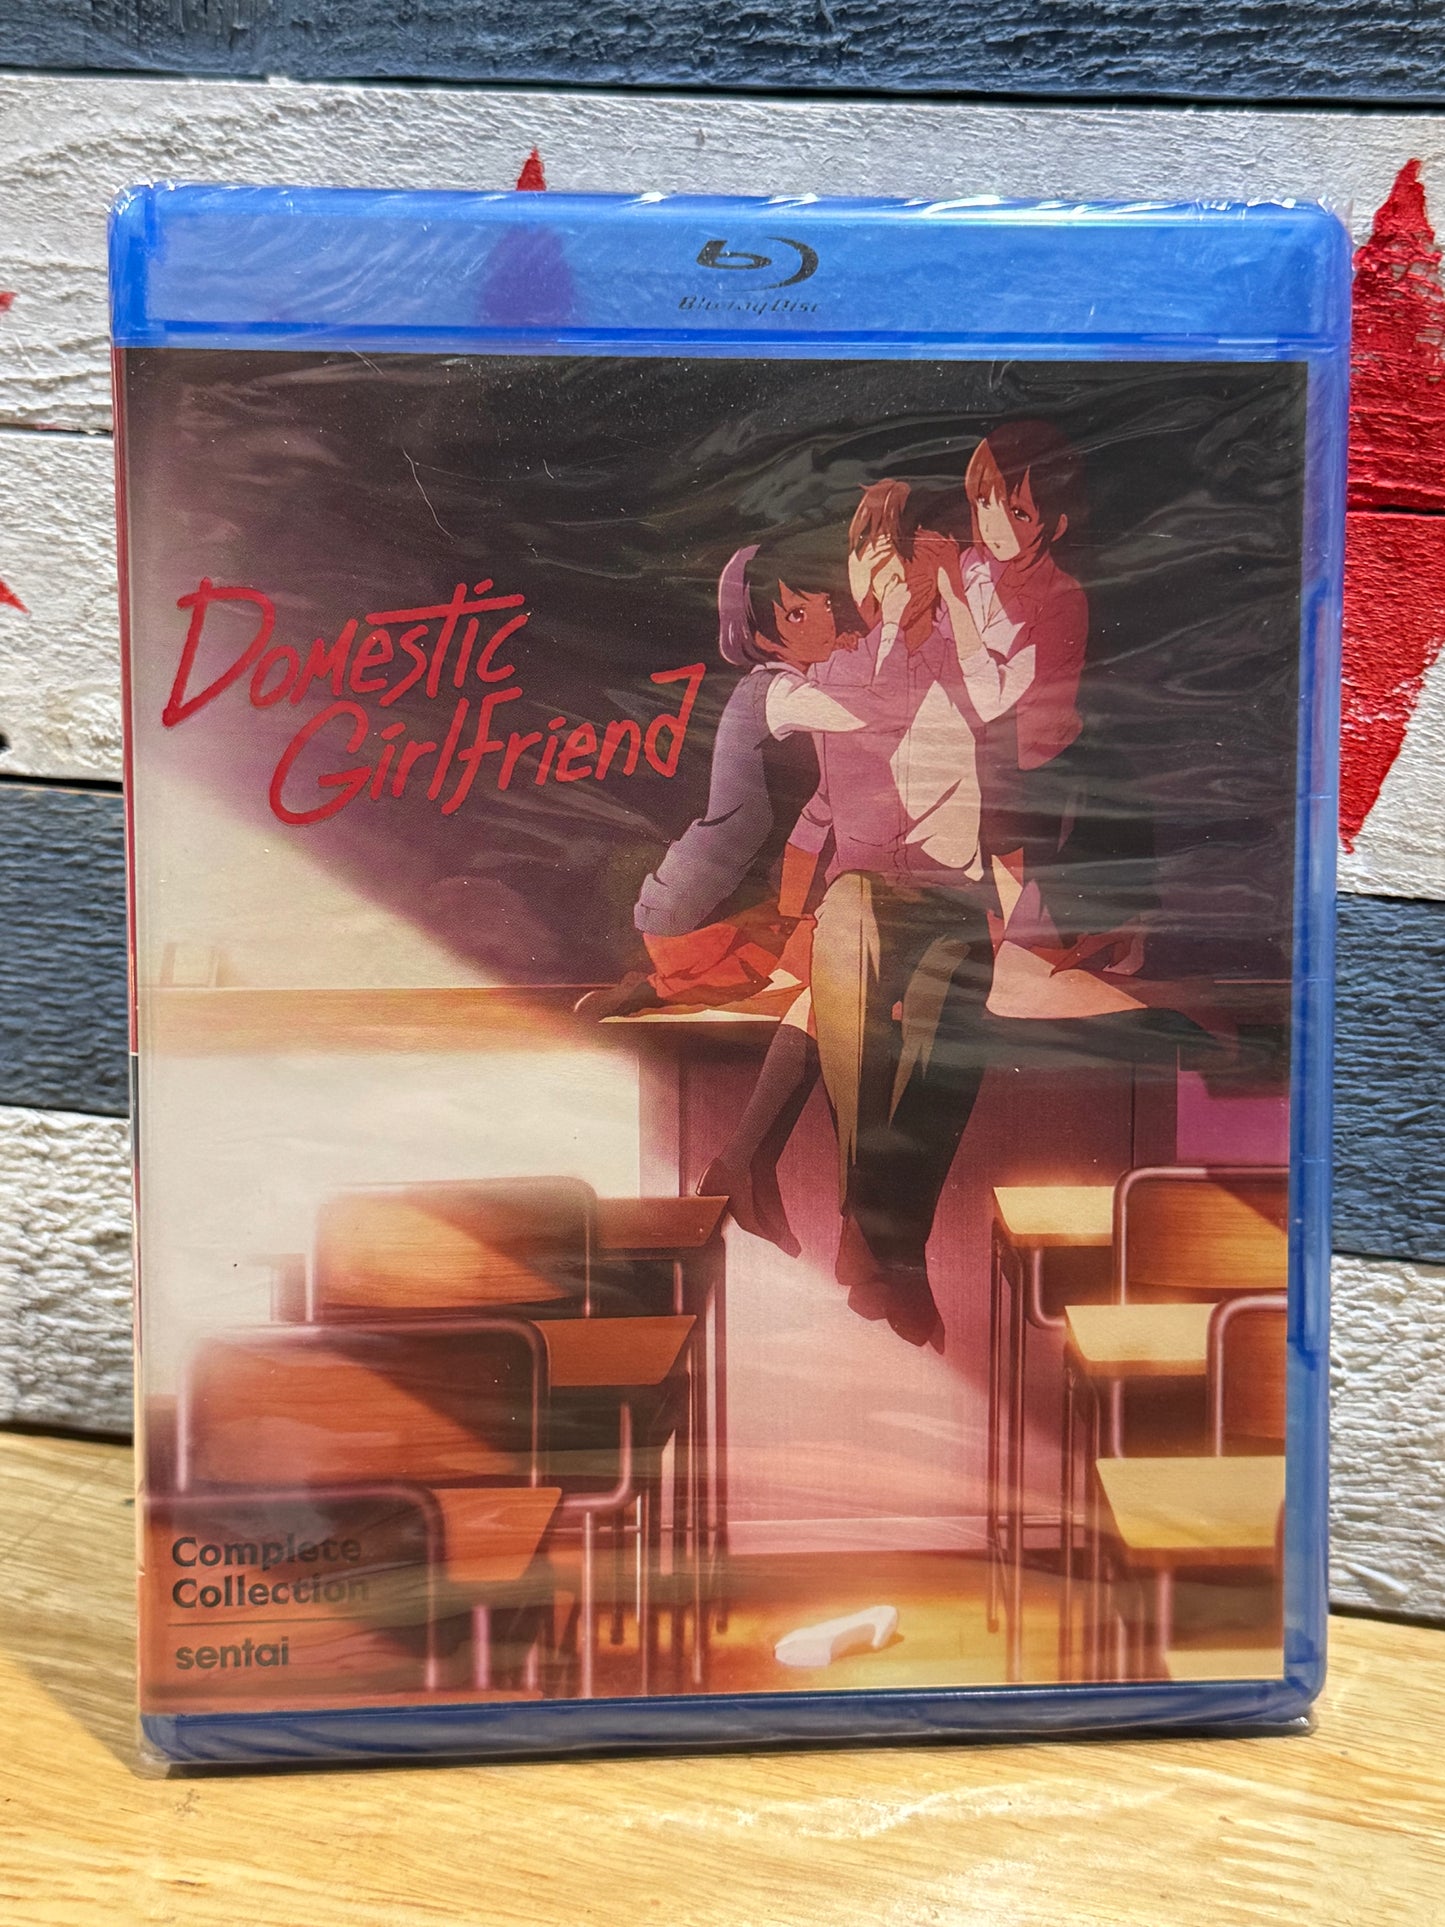 Blu-ray Disc
Domestic
Girlfriend
Complete
Collection
sentai